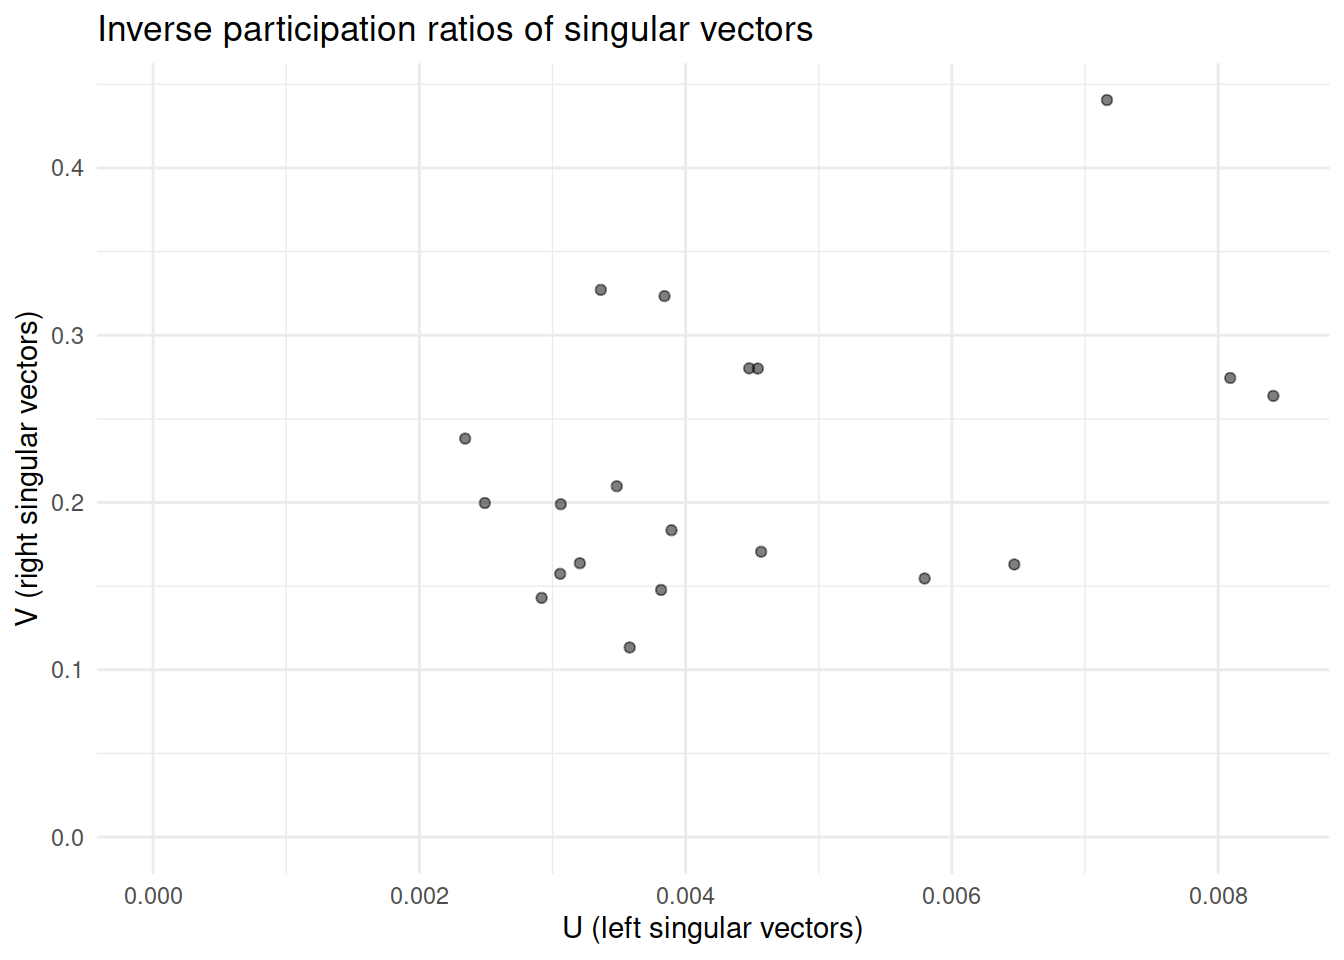 Inverse participation ratios of singular vectors
0.4
0.3
0.2
0.1
0.0
V (right singular vectors)
0.000 0.002 0.004 0.006 0.008
U (left singular vectors)